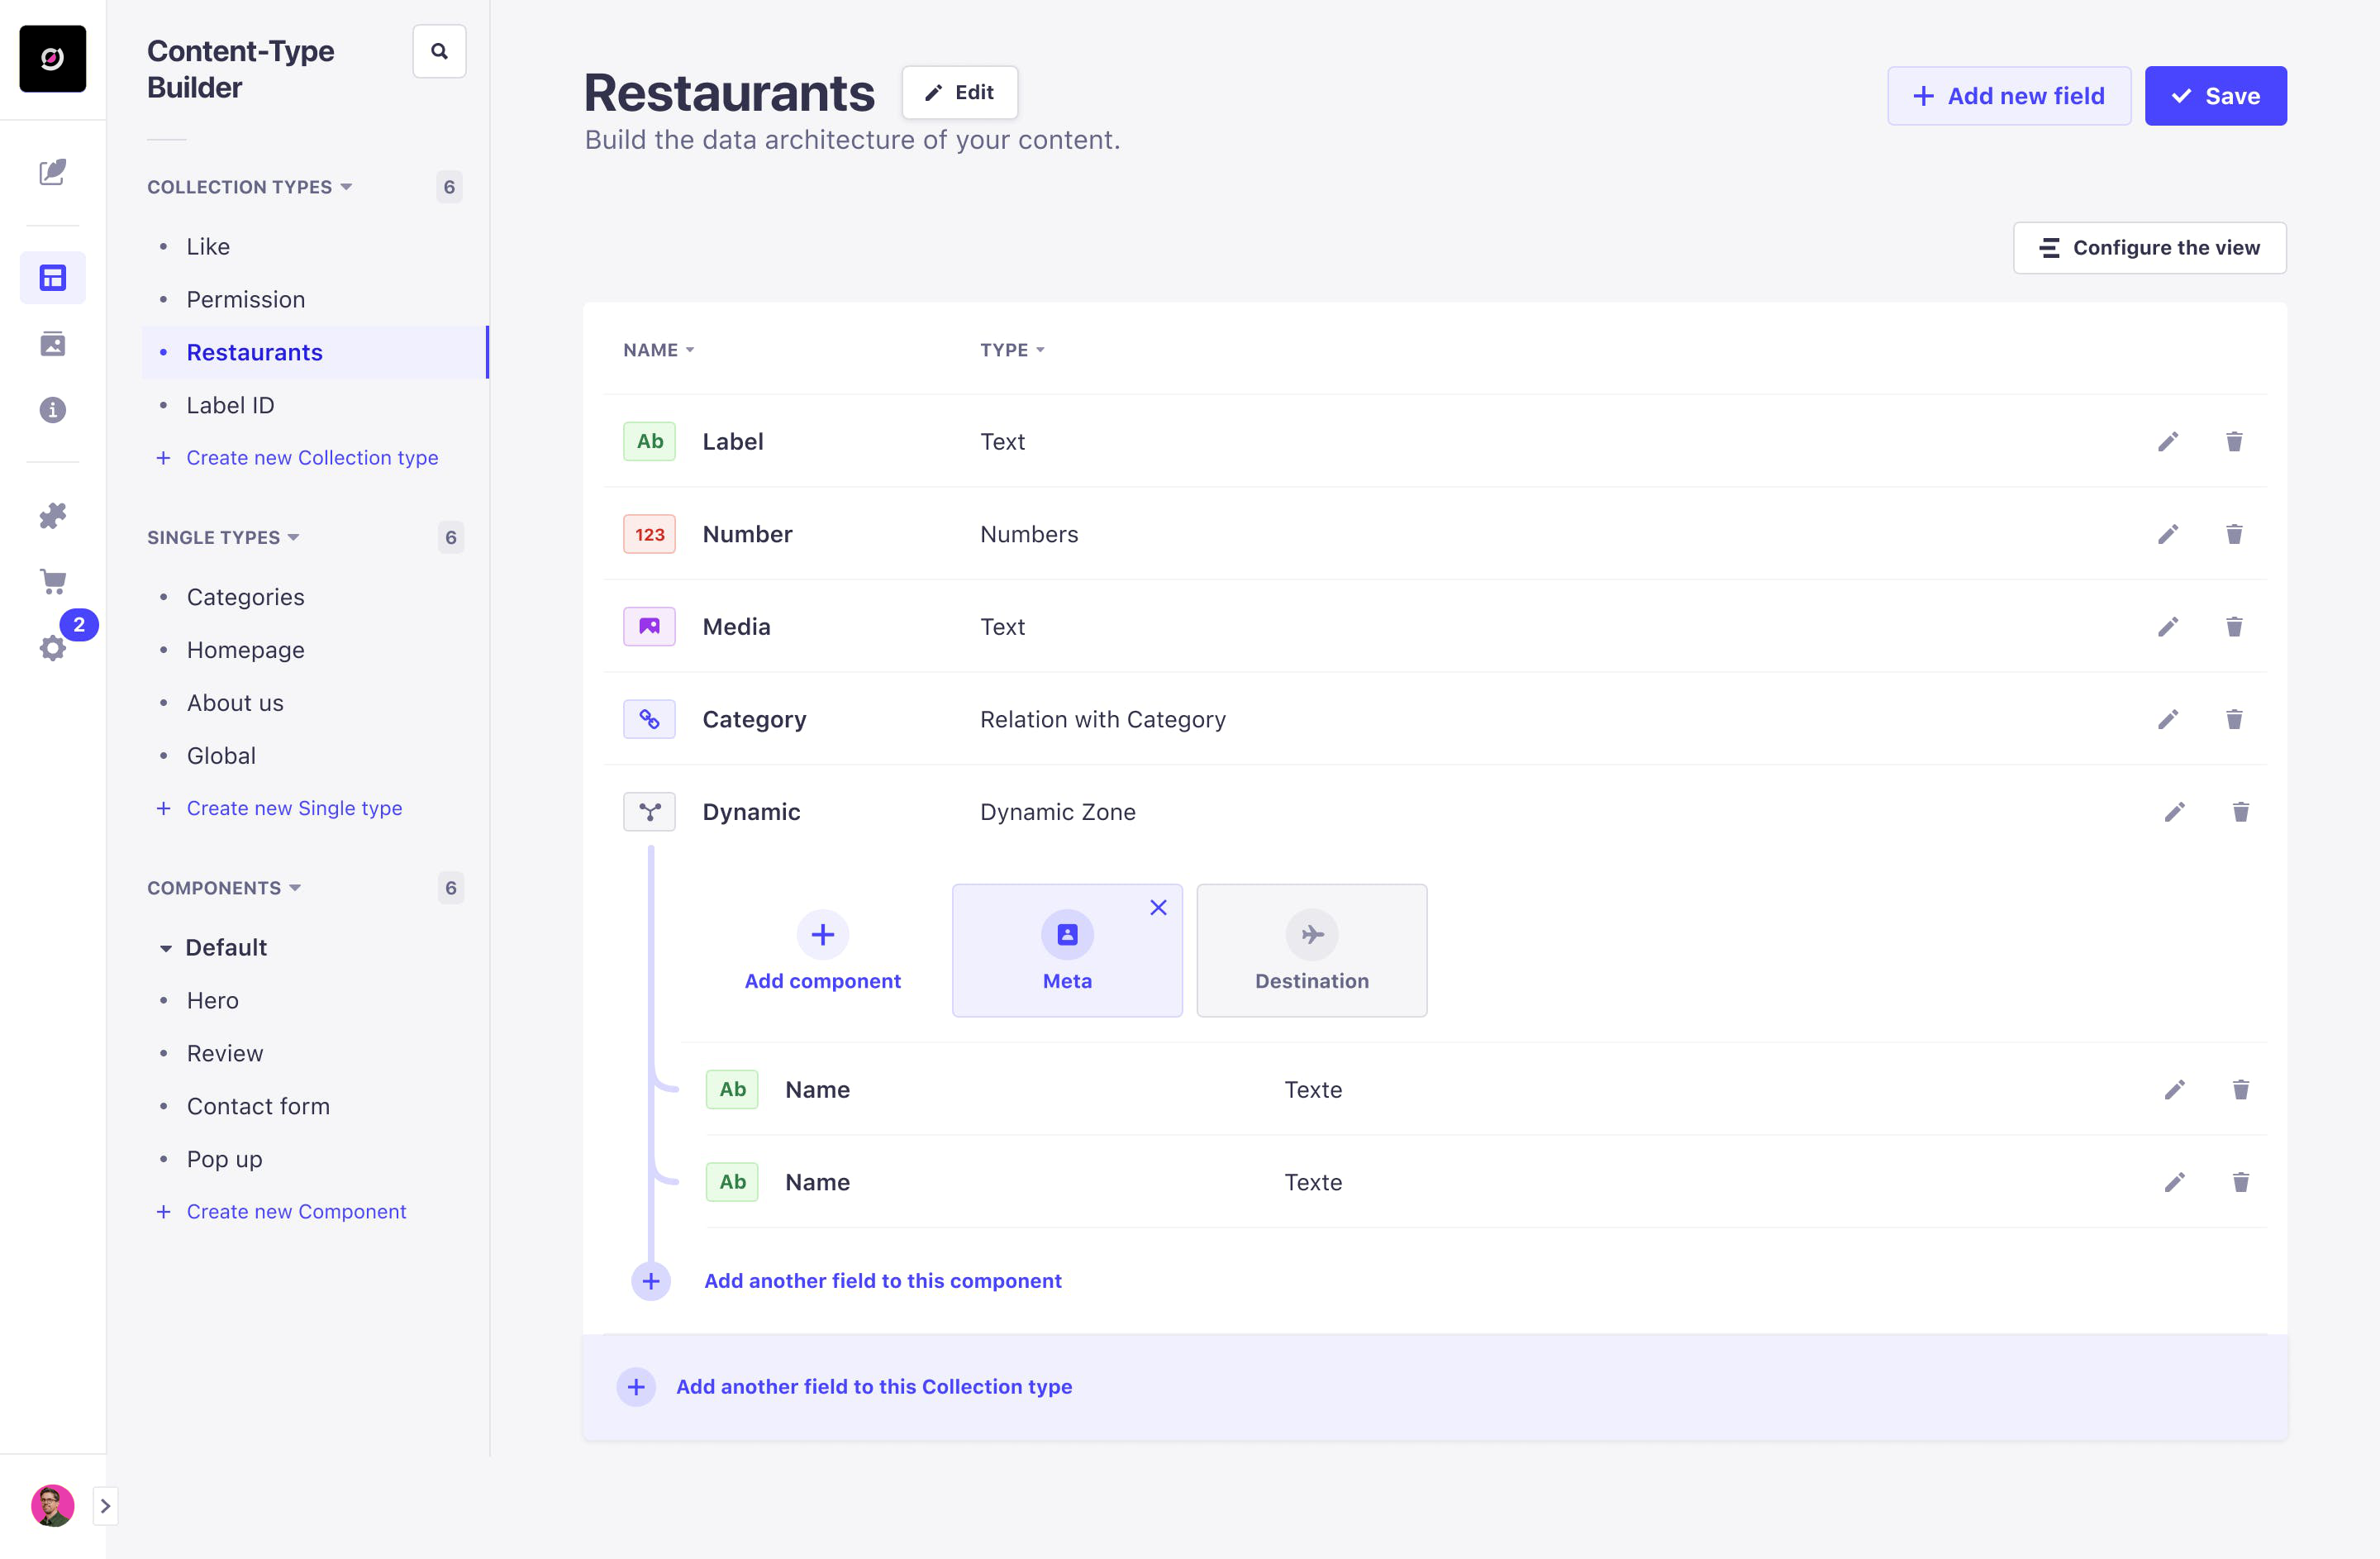 Content-Type
Builder
COLLECTION TYPES
6
Like
Permission
Restaurants
Label ID
+ Create new Collection type
SINGLE TYPES
6
Categories
Homepage
About us
Global
+ Create new Single type
COMPONENTS
6
Default
Hero
Review
Contact form
Pop up
+ Create new Component
2
Restaurants
Edit
Build the data architecture of your content.
+ Add new field
Save
Configure the view
NAME TYPE
Ab Label Text
123 Number Numbers
Media Text
Category Relation with Category
Dynamic Dynamic Zone
Add component
Meta
Destination
Ab Name Texte
Ab Name Texte
Add another field to this component
Add another field to this Collection type